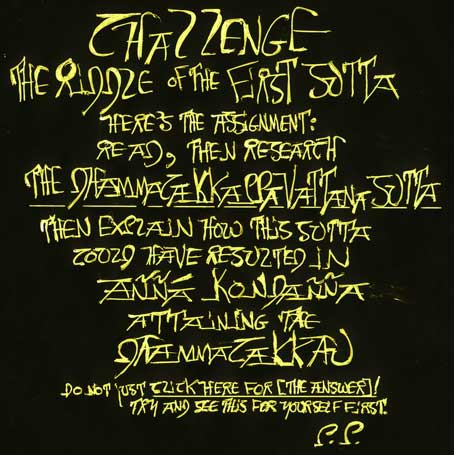 CHALLENGE
THE RIDDLE OF THE FIRST SUTTA
HERE'S THE ASSIGNMENT:
READ, THEN RESEARCH
THE DHAMMACAKKAPPAVATTANA SUTTA
THEN EXPLAIN HOW THIS SUTTA
COULD HAVE RESULTED IN
AÑÑĀ KONDAÑÑA
ATTAINING THE
DHAMMACAKKHU
DO NOT JUST CLICK HERE FOR [THE ANSWER]!
TRY AND SEE THIS FOR YOURSELF FIRST.